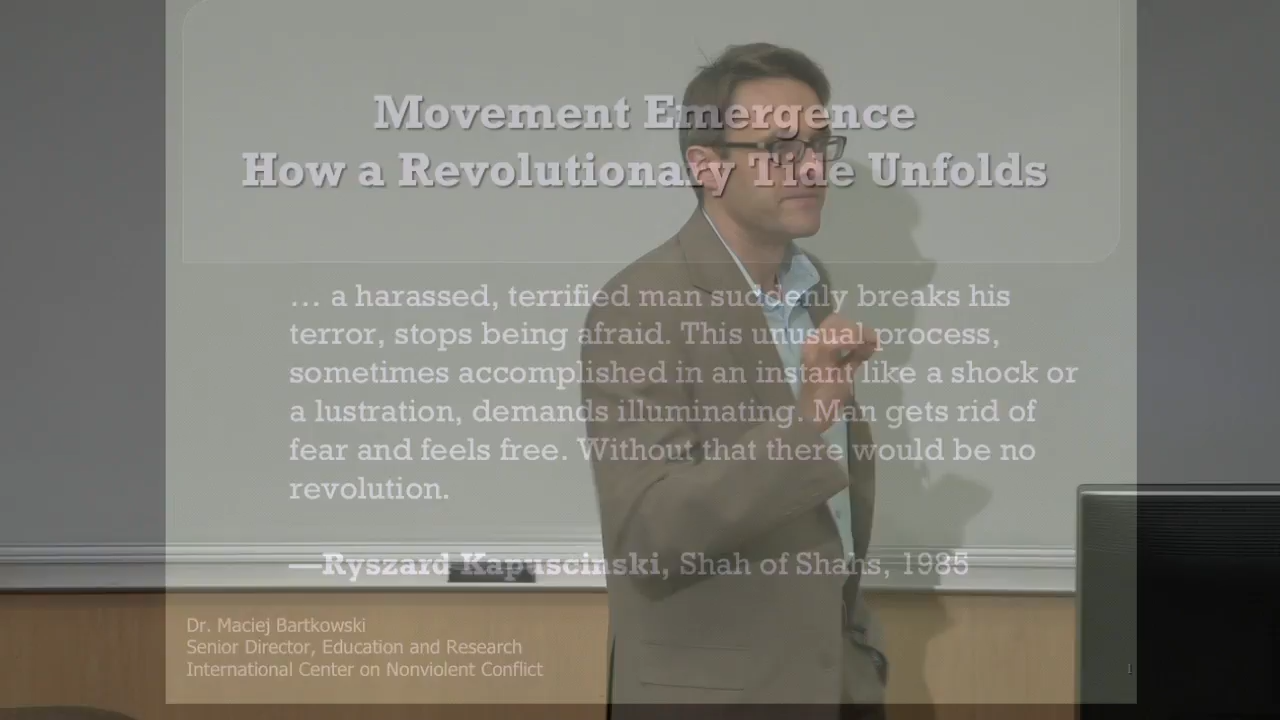 Movement Emergence
How a Revolutionary Tide Unfolds
… a harassed, terrified man suddenly breaks his
terror, stops being afraid. This unusual process,
sometimes accomplished in an instant like a shock or
a lustration, demands illuminating. Man gets rid of
fear and feels free. Without that there would be no
revolution.
—Ryszard Kapuscinski, Shah of Shahs, 1985
Dr. Maciej Bartkowski
Senior Director, Education and Research
International Center on Nonviolent Conflict
1